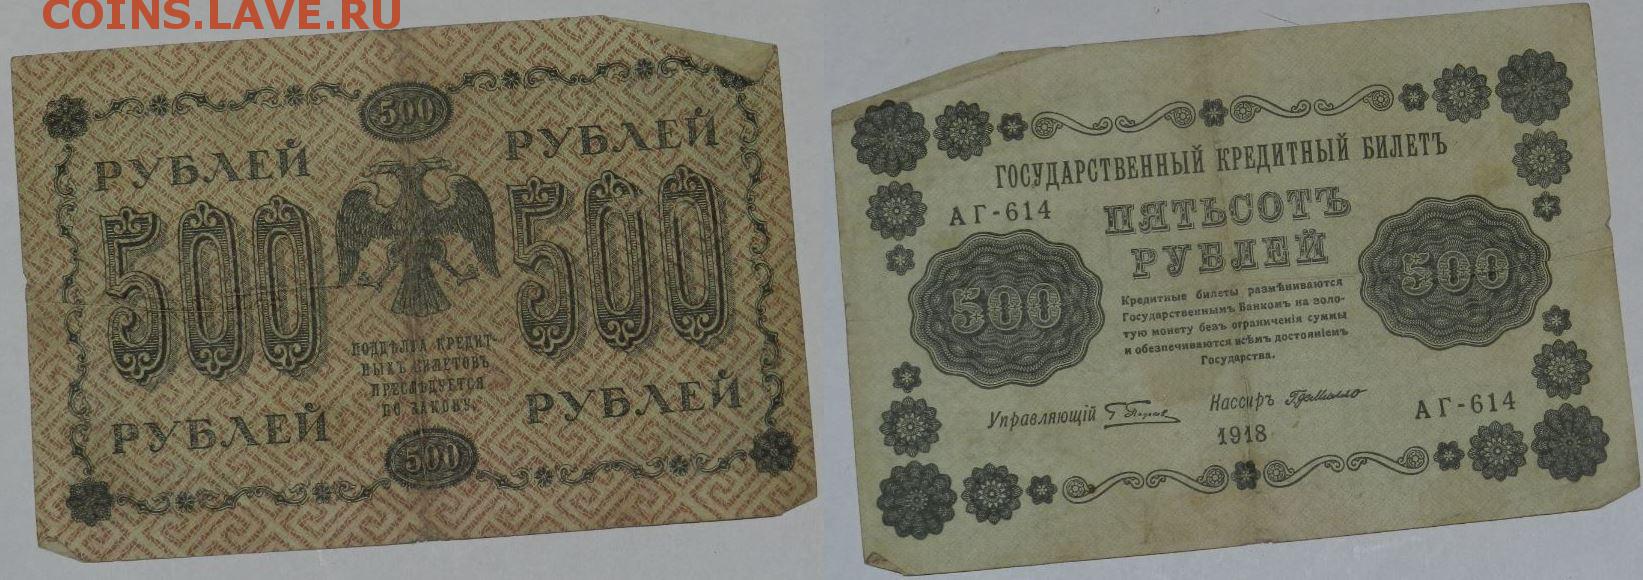 COINS.LAVE.RU
500
РУБЛЕЙ РУБЛЕЙ
500 500
ПОДДѢЛКА КРЕДИТ-
НЫХЪ БИЛЕТОВЪ
ПРЕСЛѢДУЕТСЯ
ПО ЗАКОНУ.
РУБЛЕЙ РУБЛЕЙ
500
ГОСУДАРСТВЕННЫЙ КРЕДИТНЫЙ БИЛЕТЪ
АГ-614
ПЯТЬСОТЪ
РУБЛЕЙ
500 500
Кредитные билеты размѣниваются
Государственнымъ Банкомъ на золо-
тую монету безъ ограниченія суммы
и обезпечиваются всѣмъ достояніемъ
Государства.
Управляющій
Кассиръ
АГ-614
1918